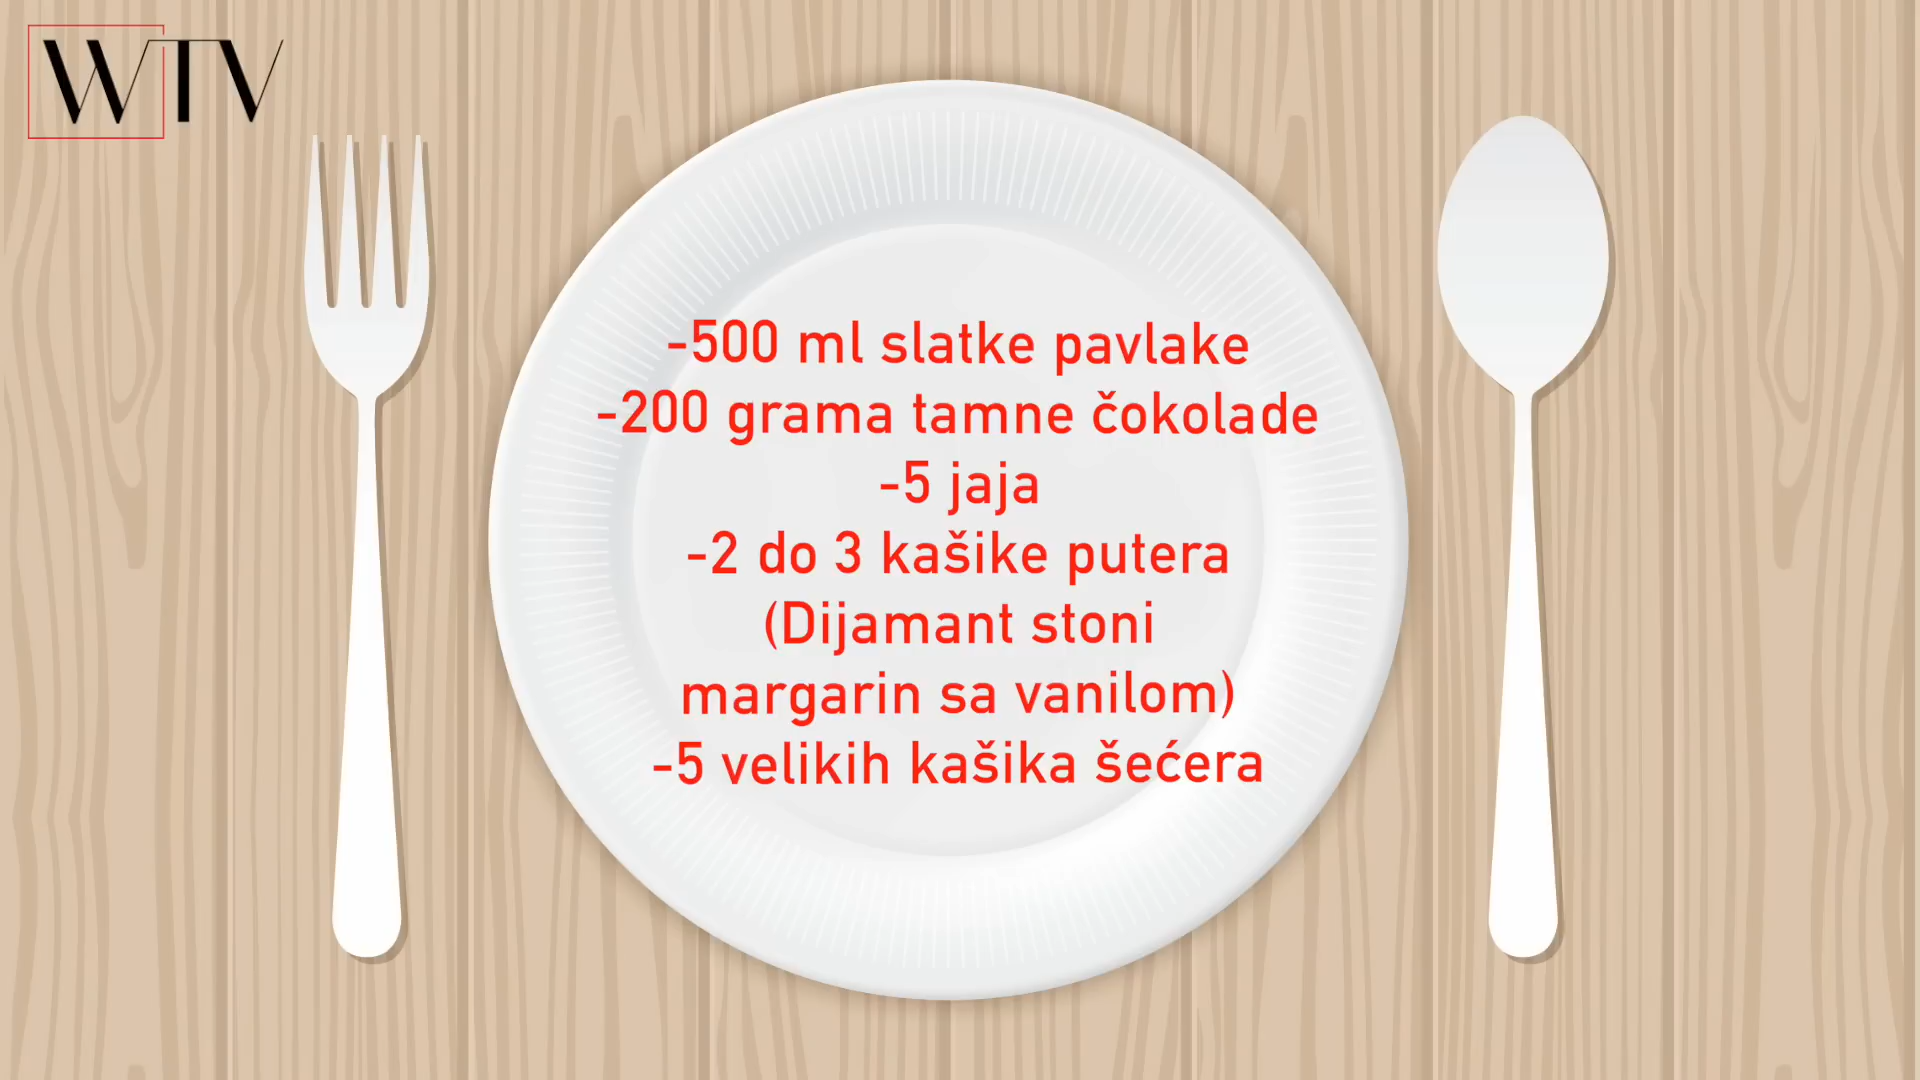 WTV
-500 ml slatke pavlake
-200 grama tamne čokolade
-5 jaja
-2 do 3 kašike putera
(Dijamant stoni
margarin sa vanilom)
-5 velikih kašika šećera